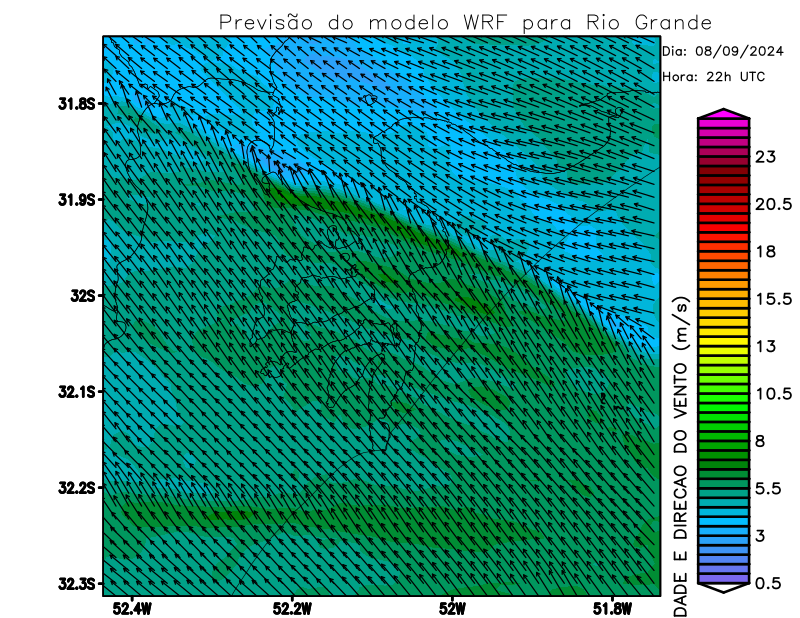 Previsão do modelo WRF para Rio Grande
Dia: 08/09/2024
Hora: 22h UTC
31.8S
31.9S
32S
32.1S
32.2S
32.3S
52.4W
52.2W
52W
51.8W
23
20.5
18
15.5
13
10.5
8
5.5
3
0.5
DADE E DIRECAO DO VENTO (m/s)